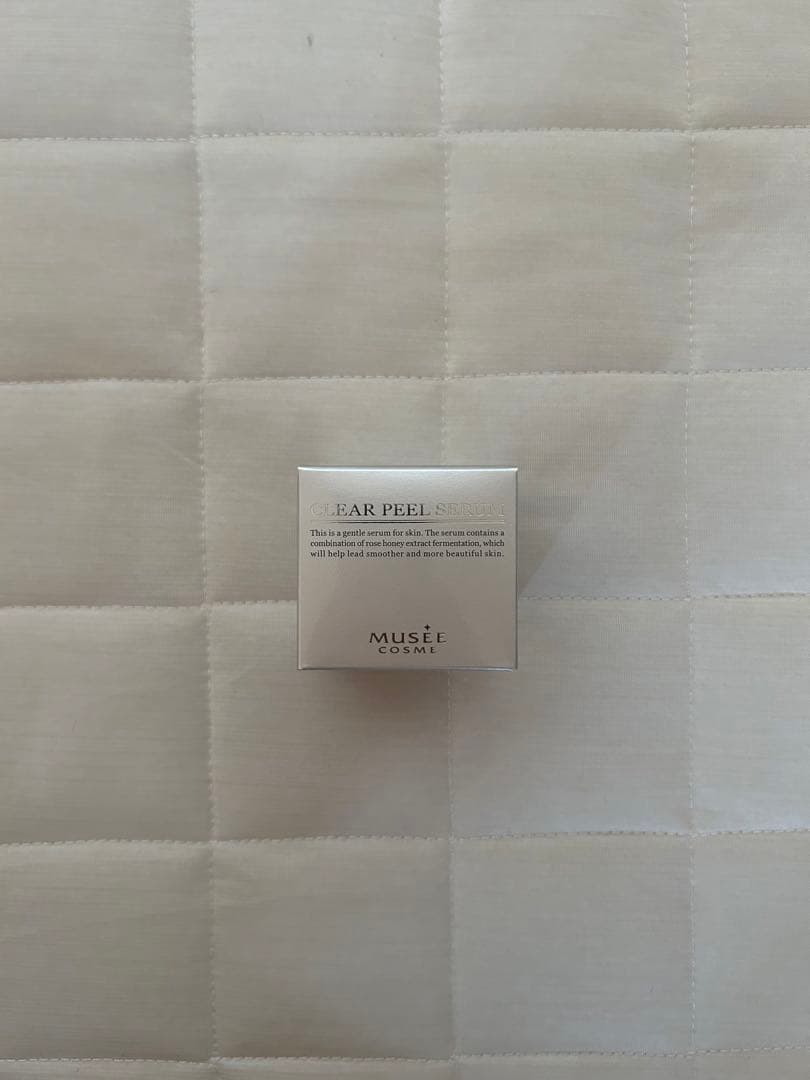 CLEAR PEEL SERUM
This is a gentle serum for skin. The serum contains a
combination of rose honey extract fermentation, which
will help lead smoother and more beautiful skin.
MUSÉE
COSME